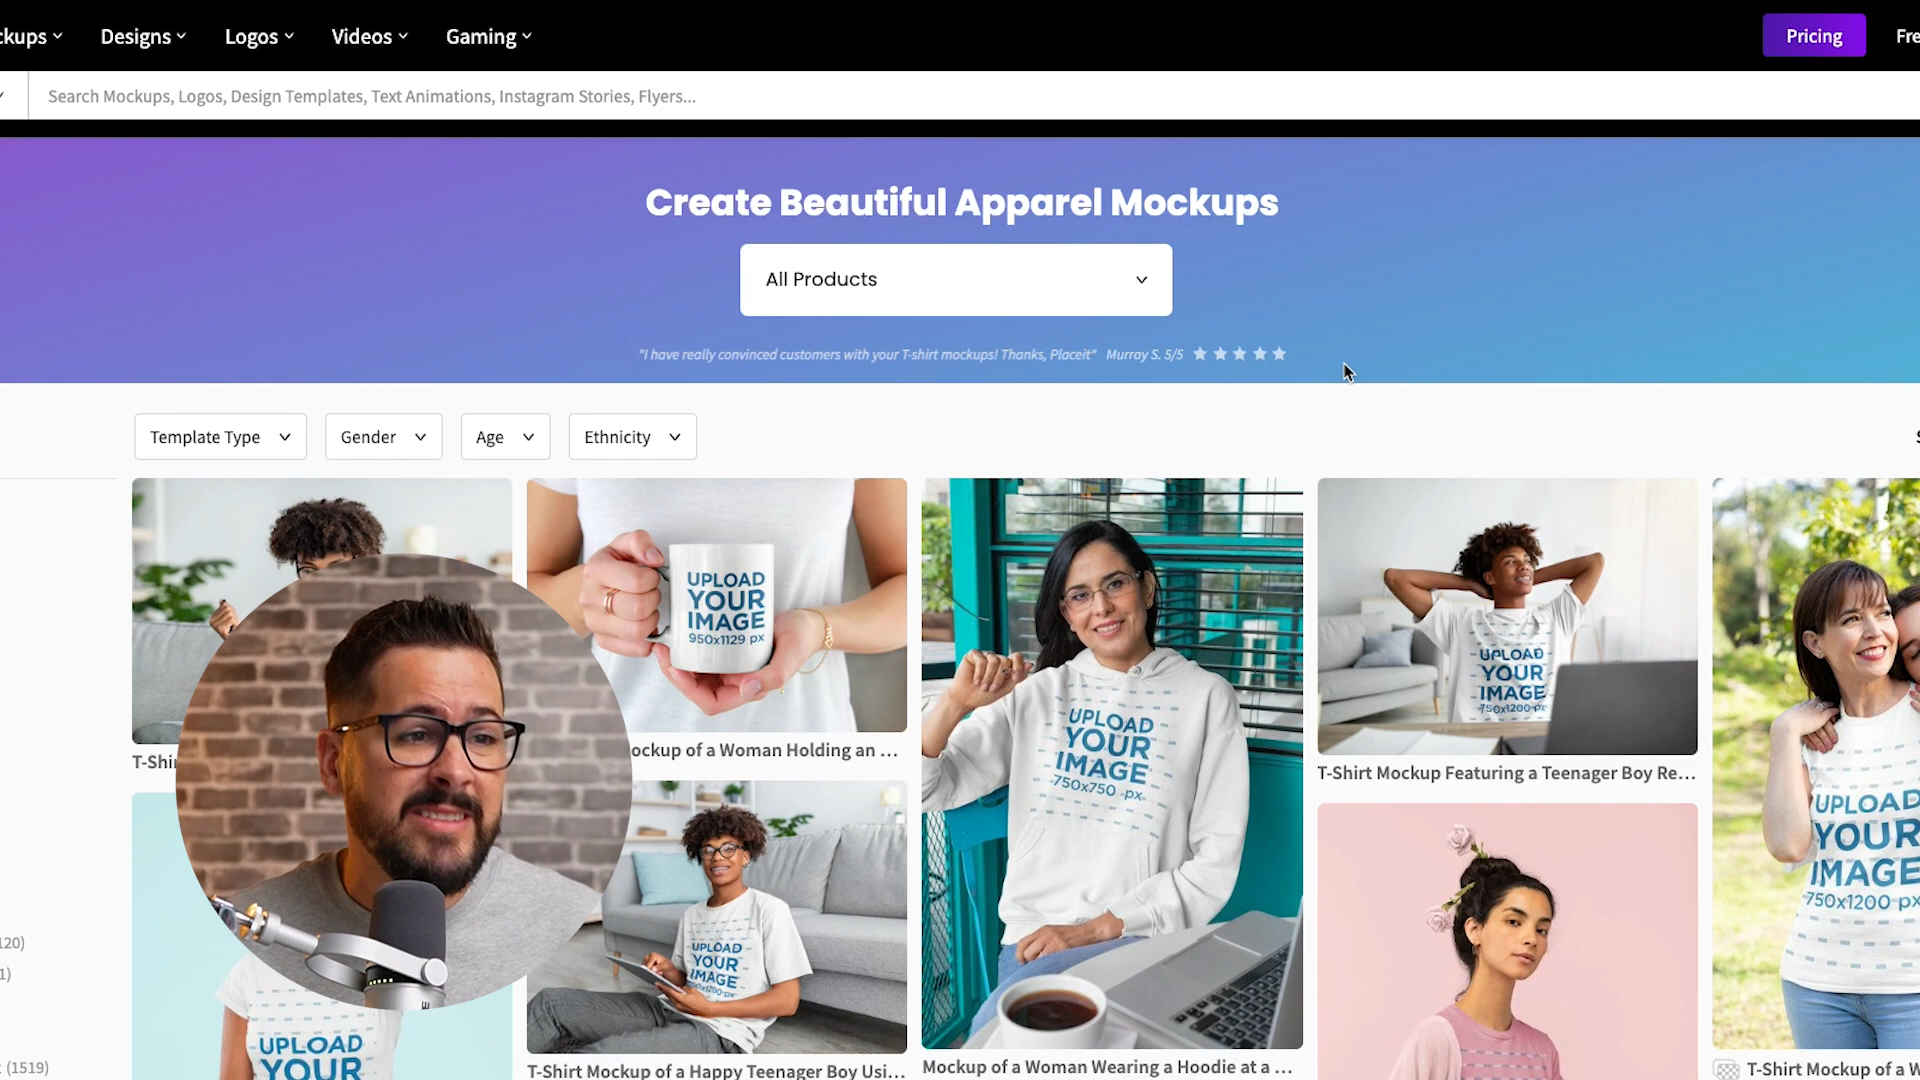 ckups
Designs
Logos
Videos
Gaming
Pricing
Fre
Search Mockups, Logos, Design Templates, Text Animations, Instagram Stories, Flyers...
Create Beautiful Apparel Mockups
All Products
"I have really convinced customers with your T-shirt mockups! Thanks, Placeit" Murray S. 5/5
Template Type
Gender
Age
Ethnicity
S
UPLOAD
YOUR
IMAGE
950x1129 px
UPLOAD
YOUR
IMAGE
750x750 px
UPLOAD
YOUR
IMAGE
750x1200 px
UPLOAD
YOUR
IMAGE
750x1200 px
T-Shir
ockup of a Woman Holding an ...
T-Shirt Mockup Featuring a Teenager Boy Re...
UPLOAD
YOUR
IMAGE
120)
1)
(1519)
UPLOAD
YOUR
T-Shirt Mockup of a Happy Teenager Boy Usi...
Mockup of a Woman Wearing a Hoodie at a ...
T-Shirt Mockup of a W